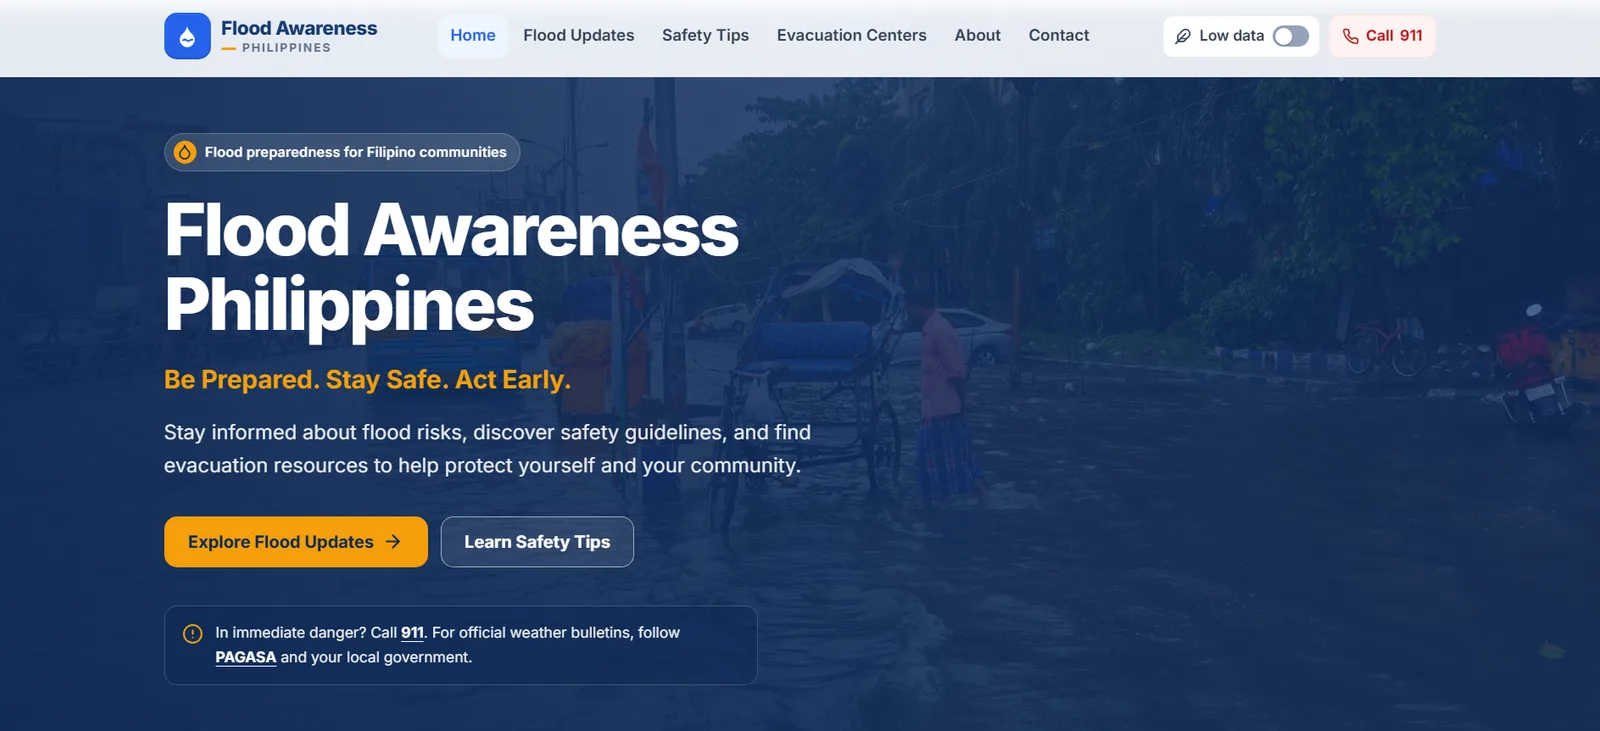 Flood Awareness
PHILIPPINES
Home
Flood Updates
Safety Tips
Evacuation Centers
About
Contact
Low data
Call 911
Flood preparedness for Filipino communities
Flood Awareness
Philippines
Be Prepared. Stay Safe. Act Early.
Stay informed about flood risks, discover safety guidelines, and find
evacuation resources to help protect yourself and your community.
Explore Flood Updates
Learn Safety Tips
In immediate danger? Call 911. For official weather bulletins, follow
PAGASA and your local government.